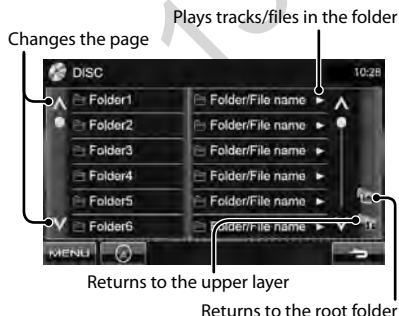 Plays tracks/files in the folder
Changes the page
DISC
10:28
Folder1
Folder/File name
Folder2
Folder/File name
Folder3
Folder/File name
Folder4
Folder/File name
Folder5
Folder/File name
Folder6
Folder/File name
MENU
Returns to the upper layer
Returns to the root folder